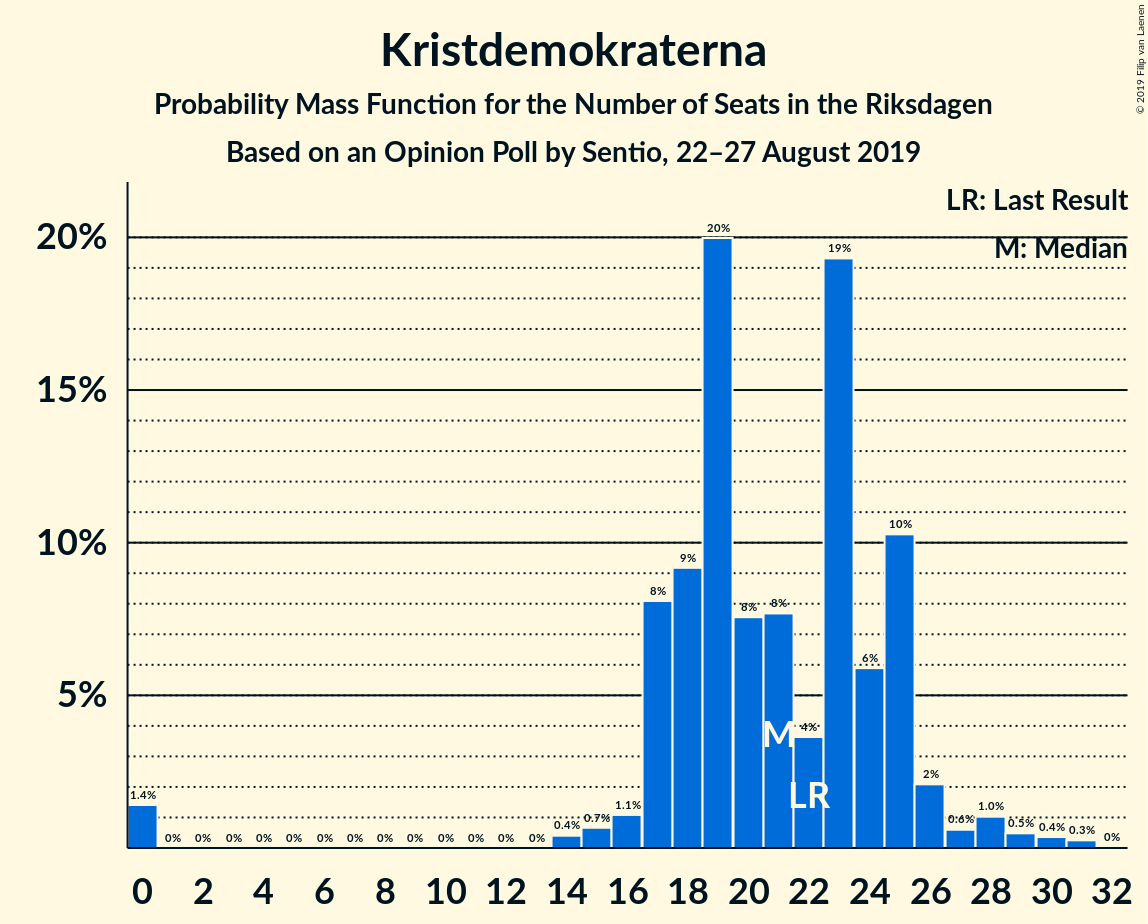 Kristdemokraterna
Probability Mass Function for the Number of Seats in the Riksdagen
Based on an Opinion Poll by Sentio, 22–27 August 2019
© 2019 Filip van Laenen
LR: Last Result
M: Median
20%
15%
10%
5%
1.4% 0% 0% 0% 0% 0% 0% 0% 0% 0% 0% 0% 0% 0% 0.4% 0.7% 1.1% 8% 9% 20% 8% 8% 4% 19% 6% 10% 2% 0.6% 1.0% 0.5% 0.4% 0.3% 0%
M
LR
0 2 4 6 8 10 12 14 16 18 20 22 24 26 28 30 32